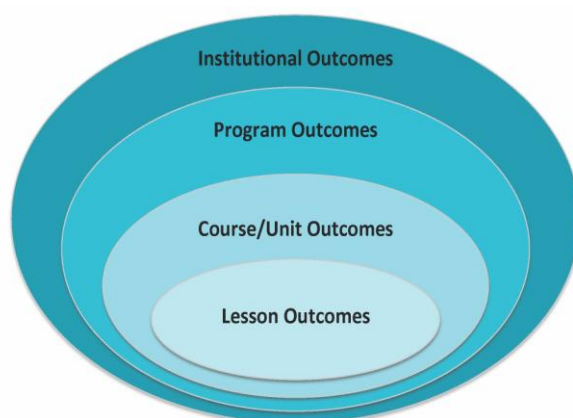 Institutional Outcomes
Program Outcomes
Course/Unit Outcomes
Lesson Outcomes